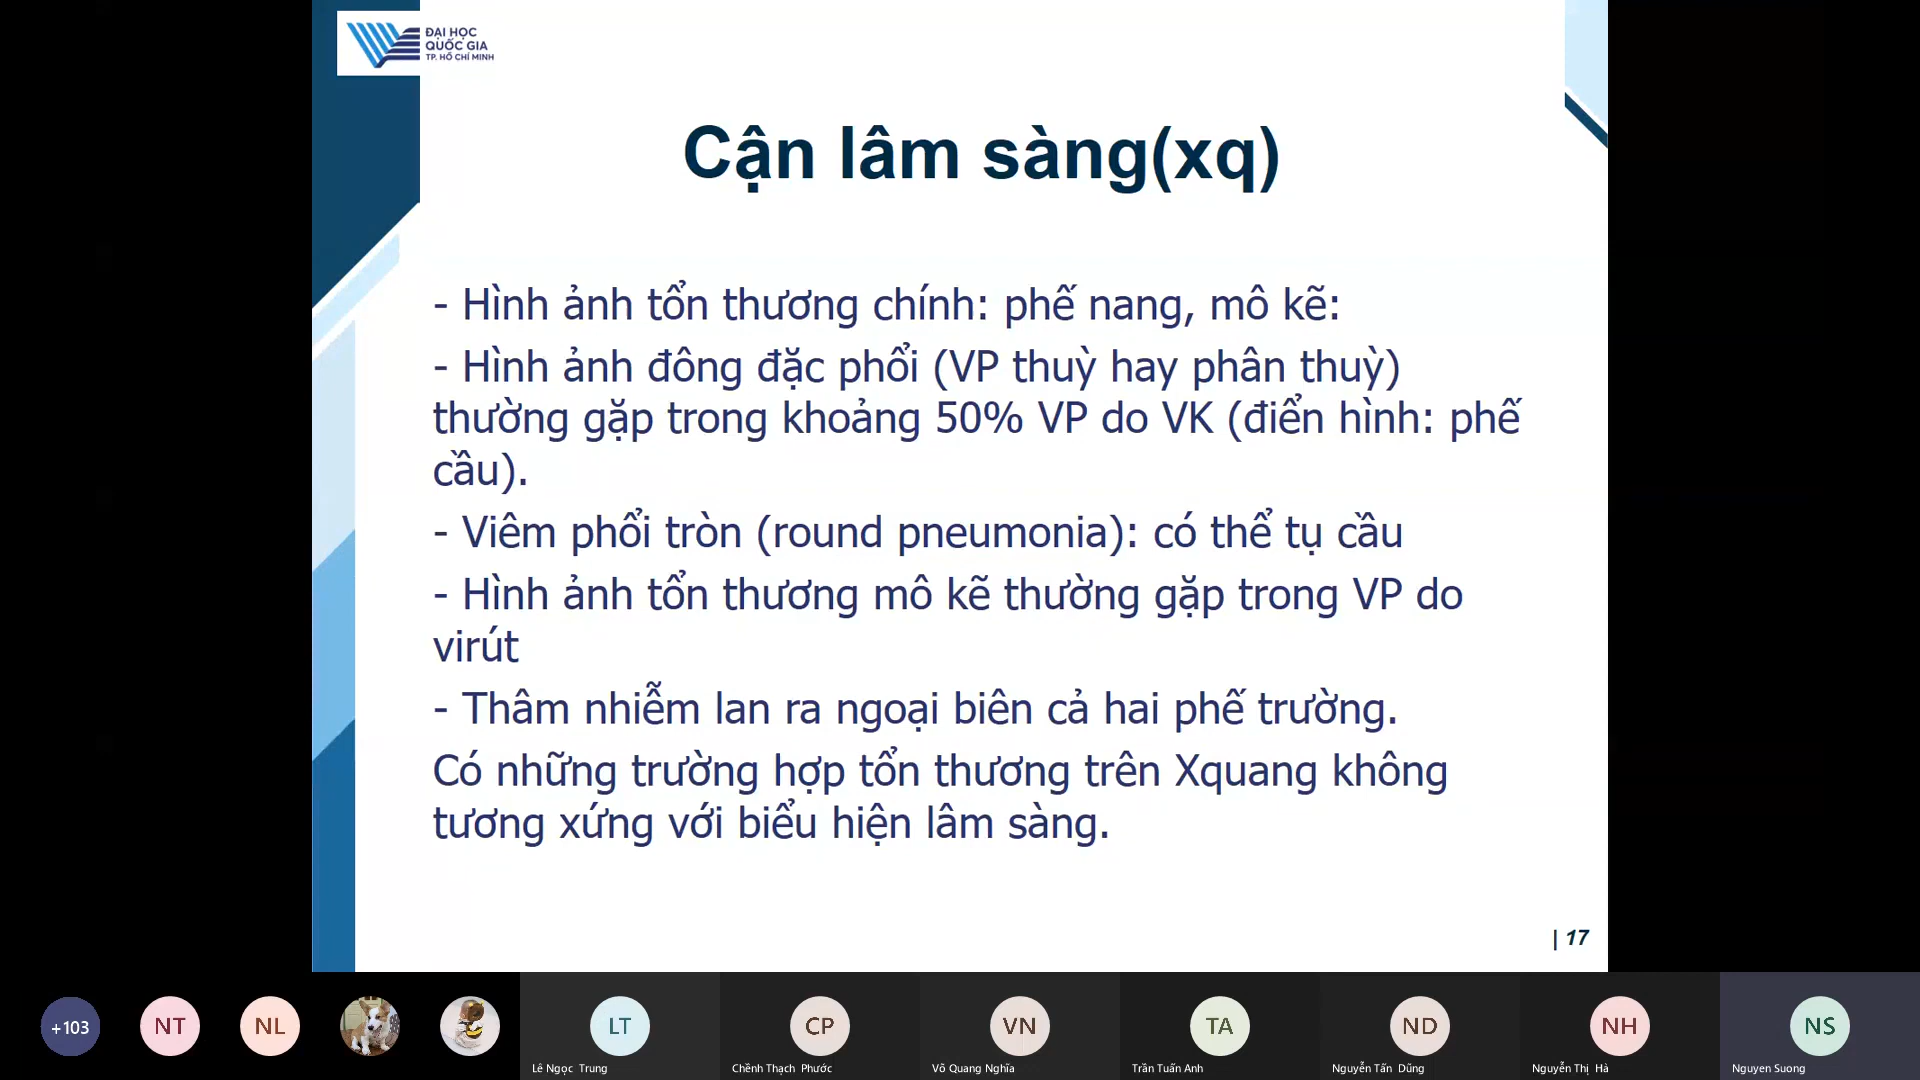 ĐẠI HỌC
QUỐC GIA
TP. HỒ CHÍ MINH
Cận lâm sàng(xq)
- Hình ảnh tổn thương chính: phế nang, mô kẽ:
- Hình ảnh đông đặc phổi (VP thuỳ hay phân thuỳ)
thường gặp trong khoảng 50% VP do VK (điển hình: phế
cầu).
- Viêm phổi tròn (round pneumonia): có thể tụ cầu
- Hình ảnh tổn thương mô kẽ thường gặp trong VP do
virút
- Thâm nhiễm lan ra ngoại biên cả hai phế trường.
Có những trường hợp tổn thương trên Xquang không
tương xứng với biểu hiện lâm sàng.
| 17
+103
NT
NL
LT
CP
VN
TA
ND
NH
NS
Lê Ngọc Trung
Chềnh Thạch Phước
Võ Quang Nghĩa
Trần Tuấn Anh
Nguyễn Tấn Dũng
Nguyễn Thị Hà
Nguyen Suong